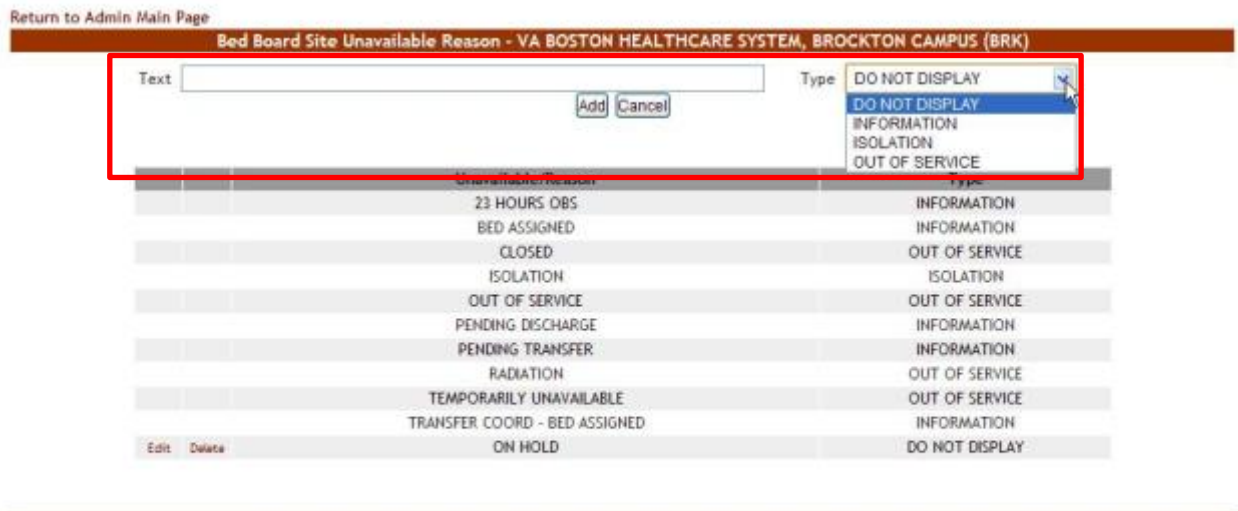 Return to Admin Main Page
Bed Board Site Unavailable Reason - VA BOSTON HEALTHCARE SYSTEM, BROCKTON CAMPUS (BRK)
Text Type DO NOT DISPLAY
Add Cancel DO NOT DISPLAY
INFORMATION
ISOLATION
OUT OF SERVICE
Unavailable/Reason Type
23 HOURS OBS INFORMATION
BED ASSIGNED INFORMATION
CLOSED OUT OF SERVICE
ISOLATION ISOLATION
OUT OF SERVICE OUT OF SERVICE
PENDING DISCHARGE INFORMATION
PENDING TRANSFER INFORMATION
RADIATION OUT OF SERVICE
TEMPORARILY UNAVAILABLE OUT OF SERVICE
TRANSFER COORD - BED ASSIGNED INFORMATION
Edit Delete ON HOLD DO NOT DISPLAY